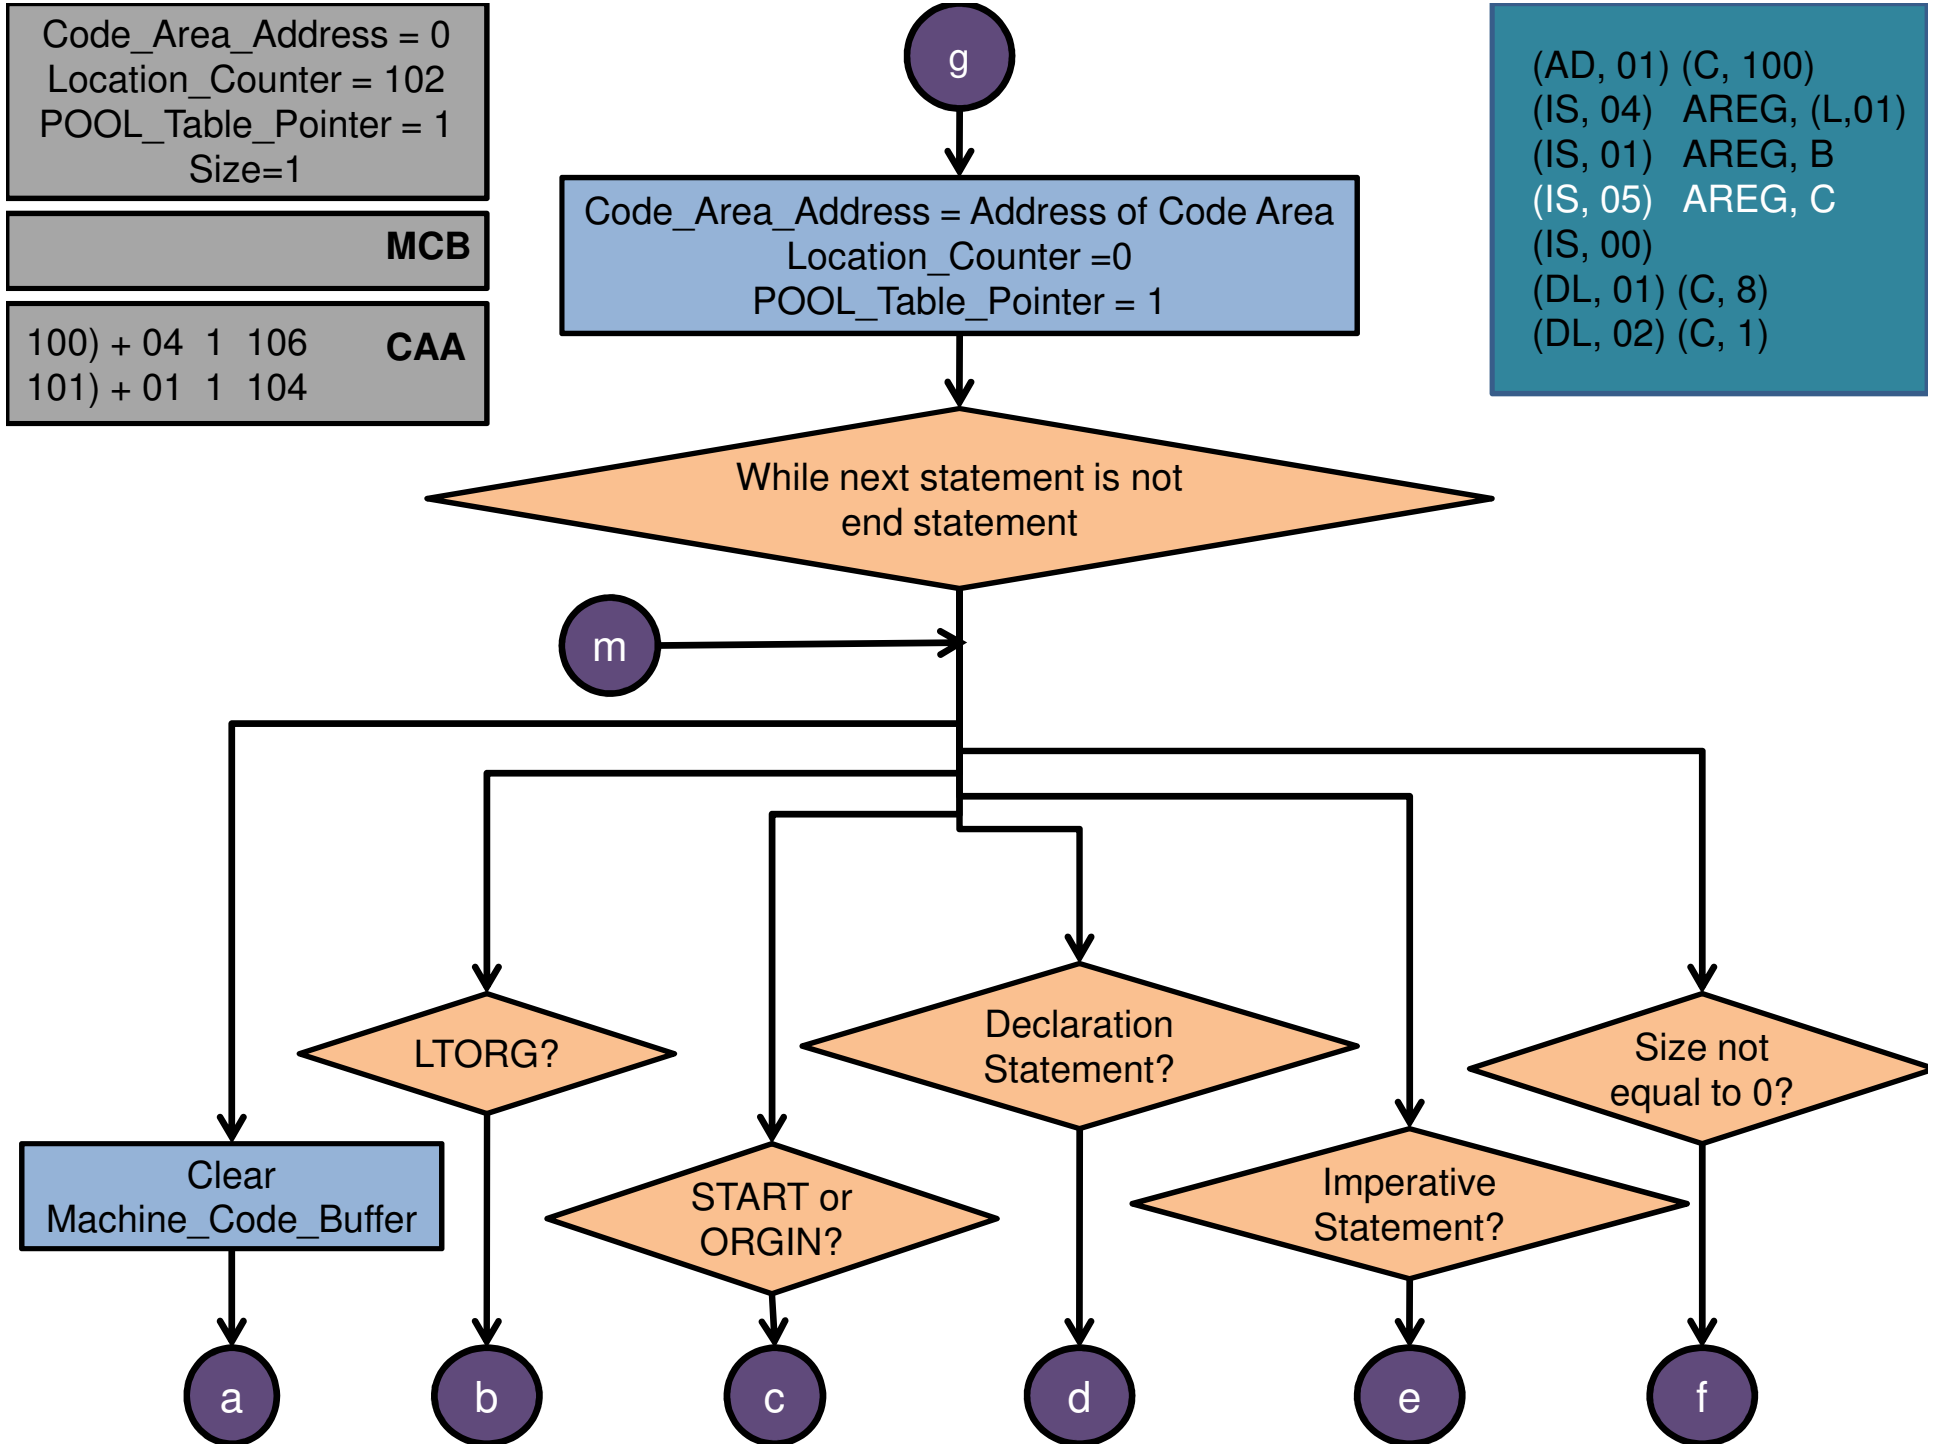 Code_Area_Address = 0
Location_Counter = 102
POOL_Table_Pointer = 1
Size=1
MCB
100) + 04 1 106
CAA
101) + 01 1 104
g
Code_Area_Address = Address of Code Area
Location_Counter =0
POOL_Table_Pointer = 1
(AD, 01) (C, 100)
(IS, 04) AREG, (L,01)
(IS, 01) AREG, B
(IS, 05) AREG, C
(IS, 00)
(DL, 01) (C, 8)
(DL, 02) (C, 1)
While next statement is not
end statement
m
Clear
Machine_Code_Buffer
LTORG?
START or
ORGIN?
Declaration
Statement?
Imperative
Statement?
Size not
equal to 0?
a
b
c
d
e
f